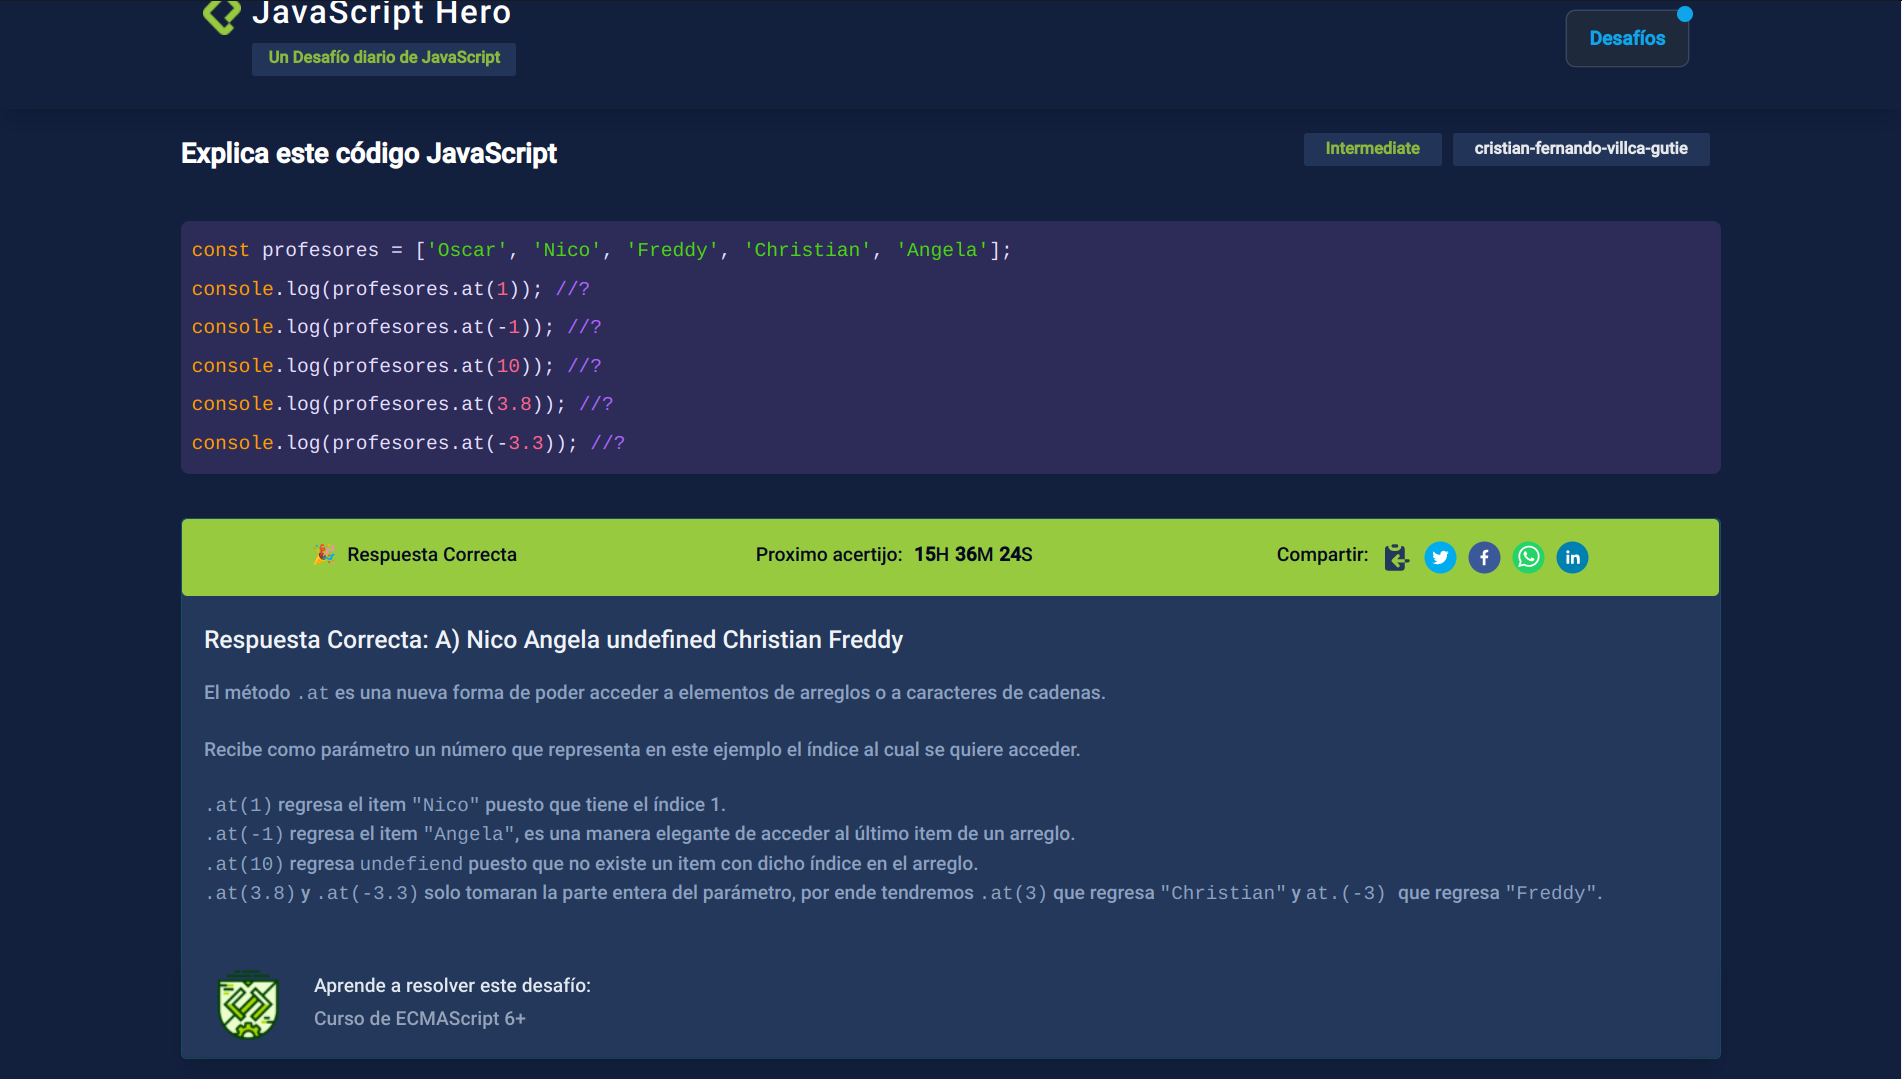 JavaScript Hero
Un Desafío diario de JavaScript
Desafíos
Explica este código JavaScript
Intermediate
cristian-fernando-villca-gutie
const profesores = ['Oscar', 'Nico', 'Freddy', 'Christian', 'Angela'];
console.log(profesores.at(1)); //?
console.log(profesores.at(-1)); //?
console.log(profesores.at(10)); //?
console.log(profesores.at(3.8)); //?
console.log(profesores.at(-3.3)); //?
Respuesta Correcta
Proximo acertijo: 15H 36M 24S
Compartir:
Respuesta Correcta: A) Nico Angela undefined Christian Freddy
El método .at es una nueva forma de poder acceder a elementos de arreglos o a caracteres de cadenas.
Recibe como parámetro un número que representa en este ejemplo el índice al cual se quiere acceder.
.at(1) regresa el item "Nico" puesto que tiene el índice 1.
.at(-1) regresa el item "Angela", es una manera elegante de acceder al último item de un arreglo.
.at(10) regresa undefiend puesto que no existe un item con dicho índice en el arreglo.
.at(3.8) y .at(-3.3) solo tomaran la parte entera del parámetro, por ende tendremos .at(3) que regresa "Christian" y at.(-3) que regresa "Freddy".
Aprende a resolver este desafío:
Curso de ECMAScript 6+